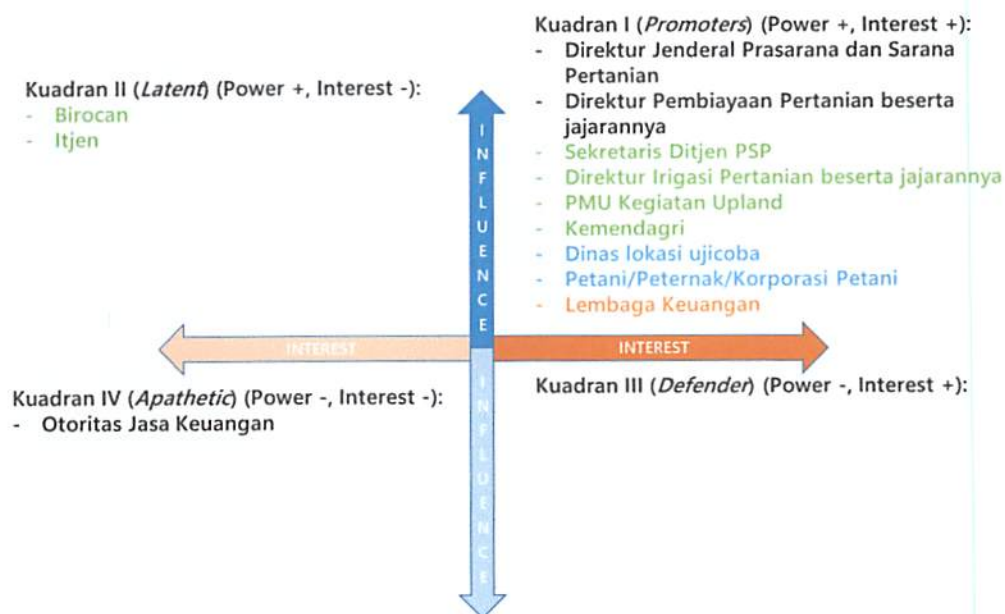 Kuadran I (Promoters) (Power +, Interest +):
- Direktur Jenderal Prasarana dan Sarana
Pertanian
- Direktur Pembiayaan Pertanian beserta
jajarannya
- Sekretaris Ditjen PSP
- Direktur Irigasi Pertanian beserta jajarannya
- PMU Kegiatan Upland
- Kemendagri
- Dinas lokasi ujicoba
- Petani/Peternak/Korporasi Petani
- Lembaga Keuangan
Kuadran II (Latent) (Power +, Interest -):
- Birocan
- Itjen
INFLUENCE
INTEREST
INTEREST
INFLUENCE
Kuadran III (Defender) (Power -, Interest +):
Kuadran IV (Apathetic) (Power -, Interest -):
- Otoritas Jasa Keuangan